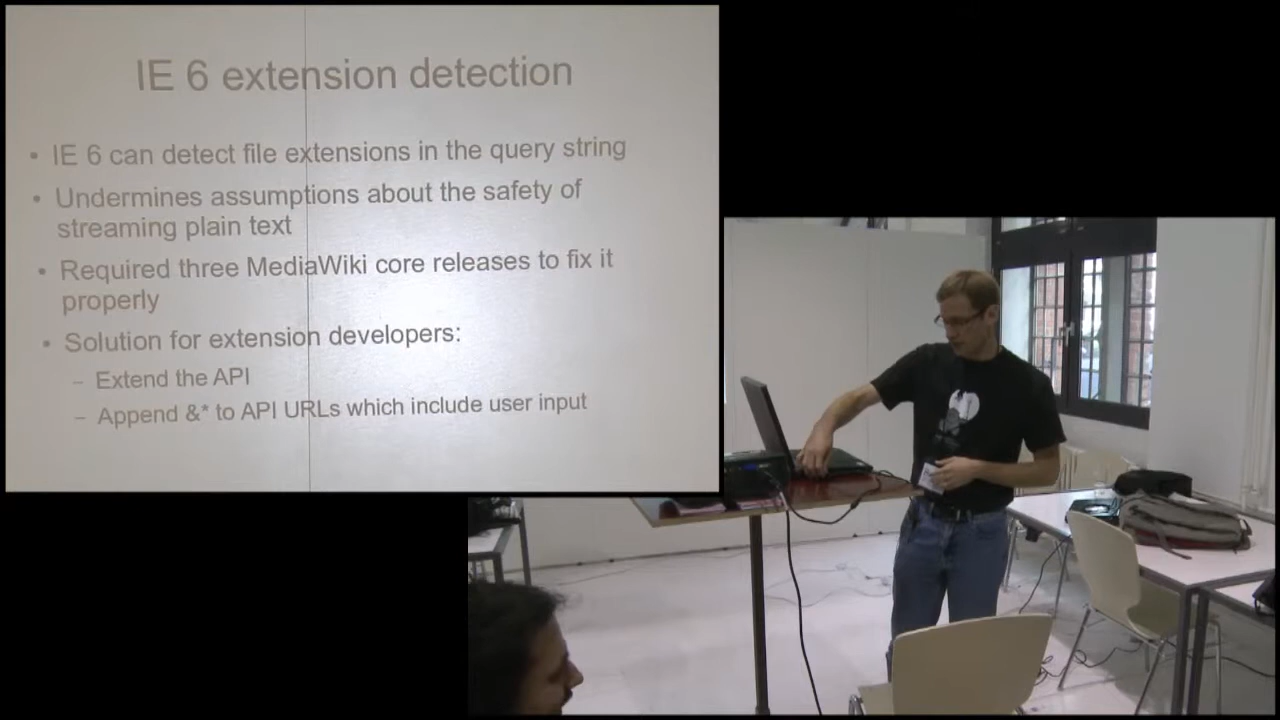 IE 6 extension detection
• IE 6 can detect file extensions in the query string
• Undermines assumptions about the safety of
streaming plain text
• Required three MediaWiki core releases to fix it
properly
• Solution for extension developers:
– Extend the API
– Append &* to API URLs which include user input